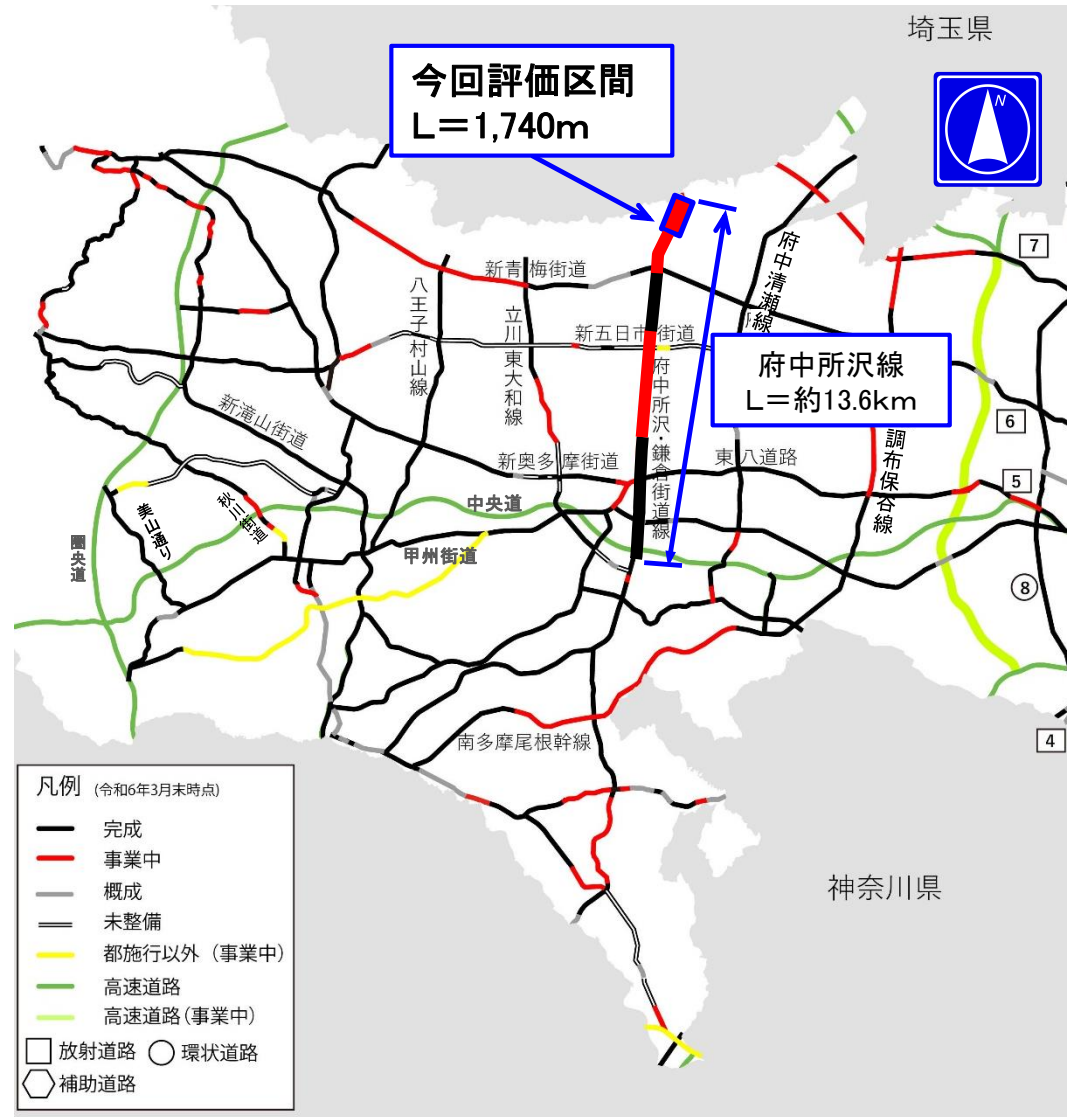 埼玉県
今回評価区間
L=1,740m
N
7
新青梅街道
府中清瀬線
八王子村山線
立川東大和線
新五日市街道
府中所沢・鎌倉街道線
府中所沢線
L=約13.6km
調布保谷線
6
新滝山街道
新奥多摩街道
東八道路
5
中央道
美山通り
秋川街道
圏央道
甲州街道
8
南多摩尾根幹線
4
神奈川県
凡例 (令和6年3月末時点)
完成
事業中
概成
未整備
都施行以外(事業中)
高速道路
高速道路(事業中)
放射道路 環状道路
補助道路